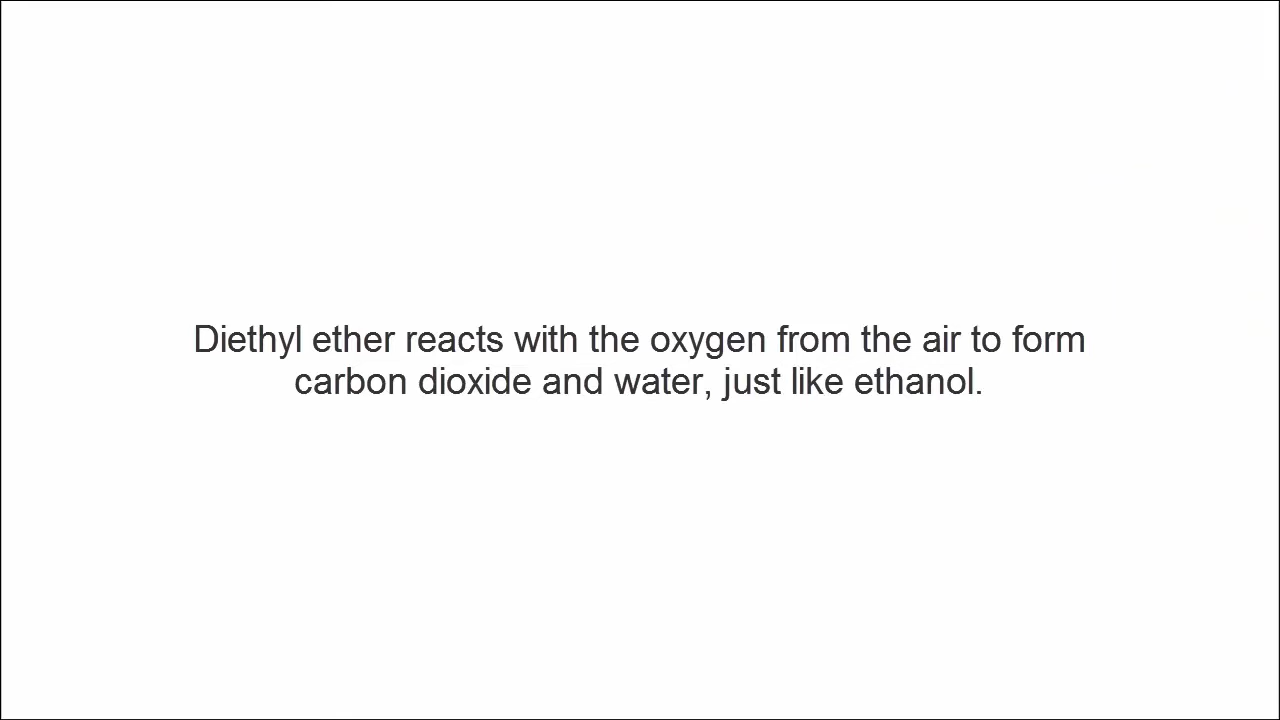 Diethyl ether reacts with the oxygen from the air to form
carbon dioxide and water, just like ethanol.